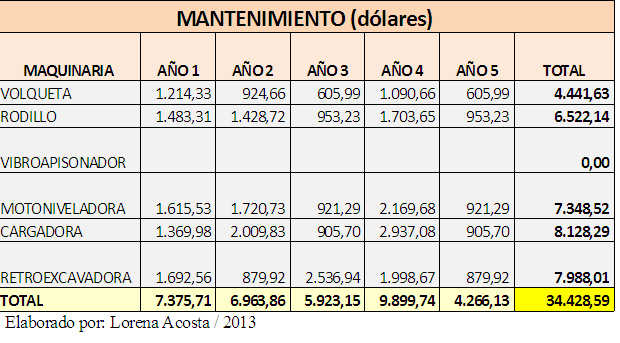 MANTENIMIENTO (dólares)
MAQUINARIA AÑO 1 AÑO 2 AÑO 3 AÑO 4 AÑO 5 TOTAL
VOLQUETA 1.214,33 924,66 605,99 1.090,66 605,99 4.441,63
RODILLO 1.483,31 1.428,72 953,23 1.703,65 953,23 6.522,14
VIBROAPISONADOR 0,00
MOTONIVELADORA 1.615,53 1.720,73 921,29 2.169,68 921,29 7.348,52
CARGADORA 1.369,98 2.009,83 905,70 2.937,08 905,70 8.128,29
RETROEXCAVADORA 1.692,56 879,92 2.536,94 1.998,67 879,92 7.988,01
TOTAL 7.375,71 6.963,86 5.923,15 9.899,74 4.266,13 34.428,59
Elaborado por: Lorena Acosta / 2013